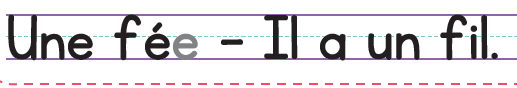 Une fée – Il a un fil.